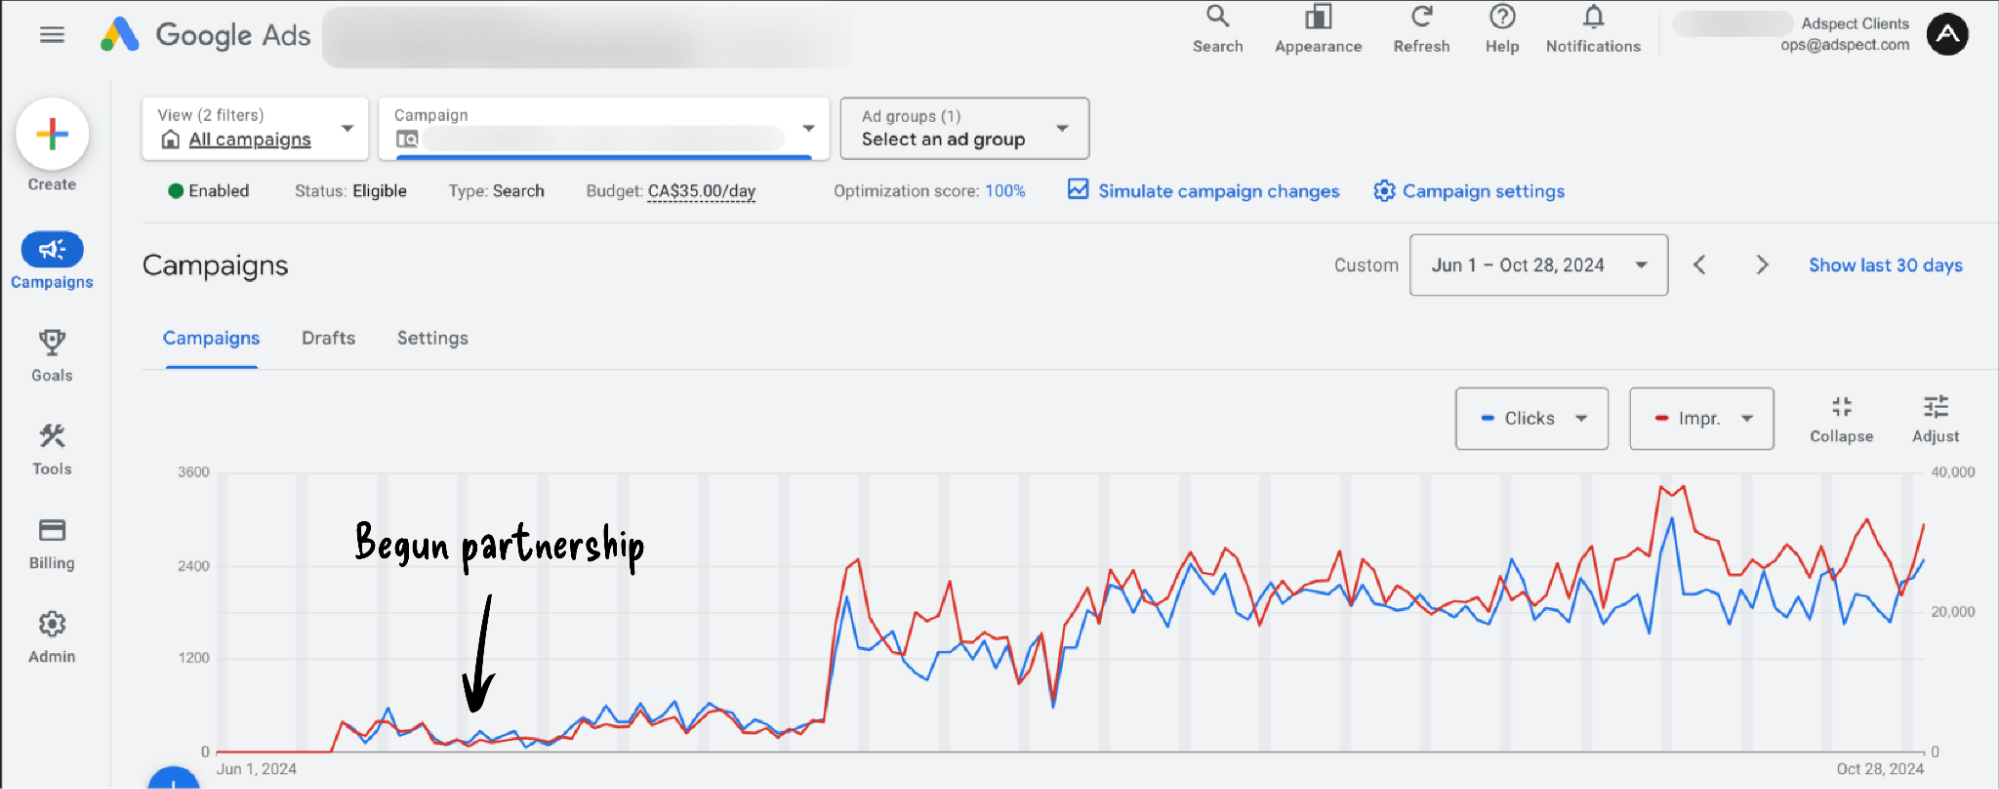 Google Ads
Search
Appearance
Refresh
Help
Notifications
Adspect Clients
ops@adspect.com
View (2 filters)
All campaigns
Campaign
Ad groups (1)
Select an ad group
Create
Enabled
Status: Eligible
Type: Search
Budget: CA$35.00/day
Optimization score: 100%
Simulate campaign changes
Campaign settings
Campaigns
Campaigns
Custom
Jun 1 – Oct 28, 2024
Show last 30 days
Campaigns
Drafts
Settings
Goals
Tools
Billing
Admin
Clicks
Impr.
Collapse
Adjust
3600
40,000
Begun partnership
2400
20,000
1200
0
0
Jun 1, 2024
Oct 28, 2024